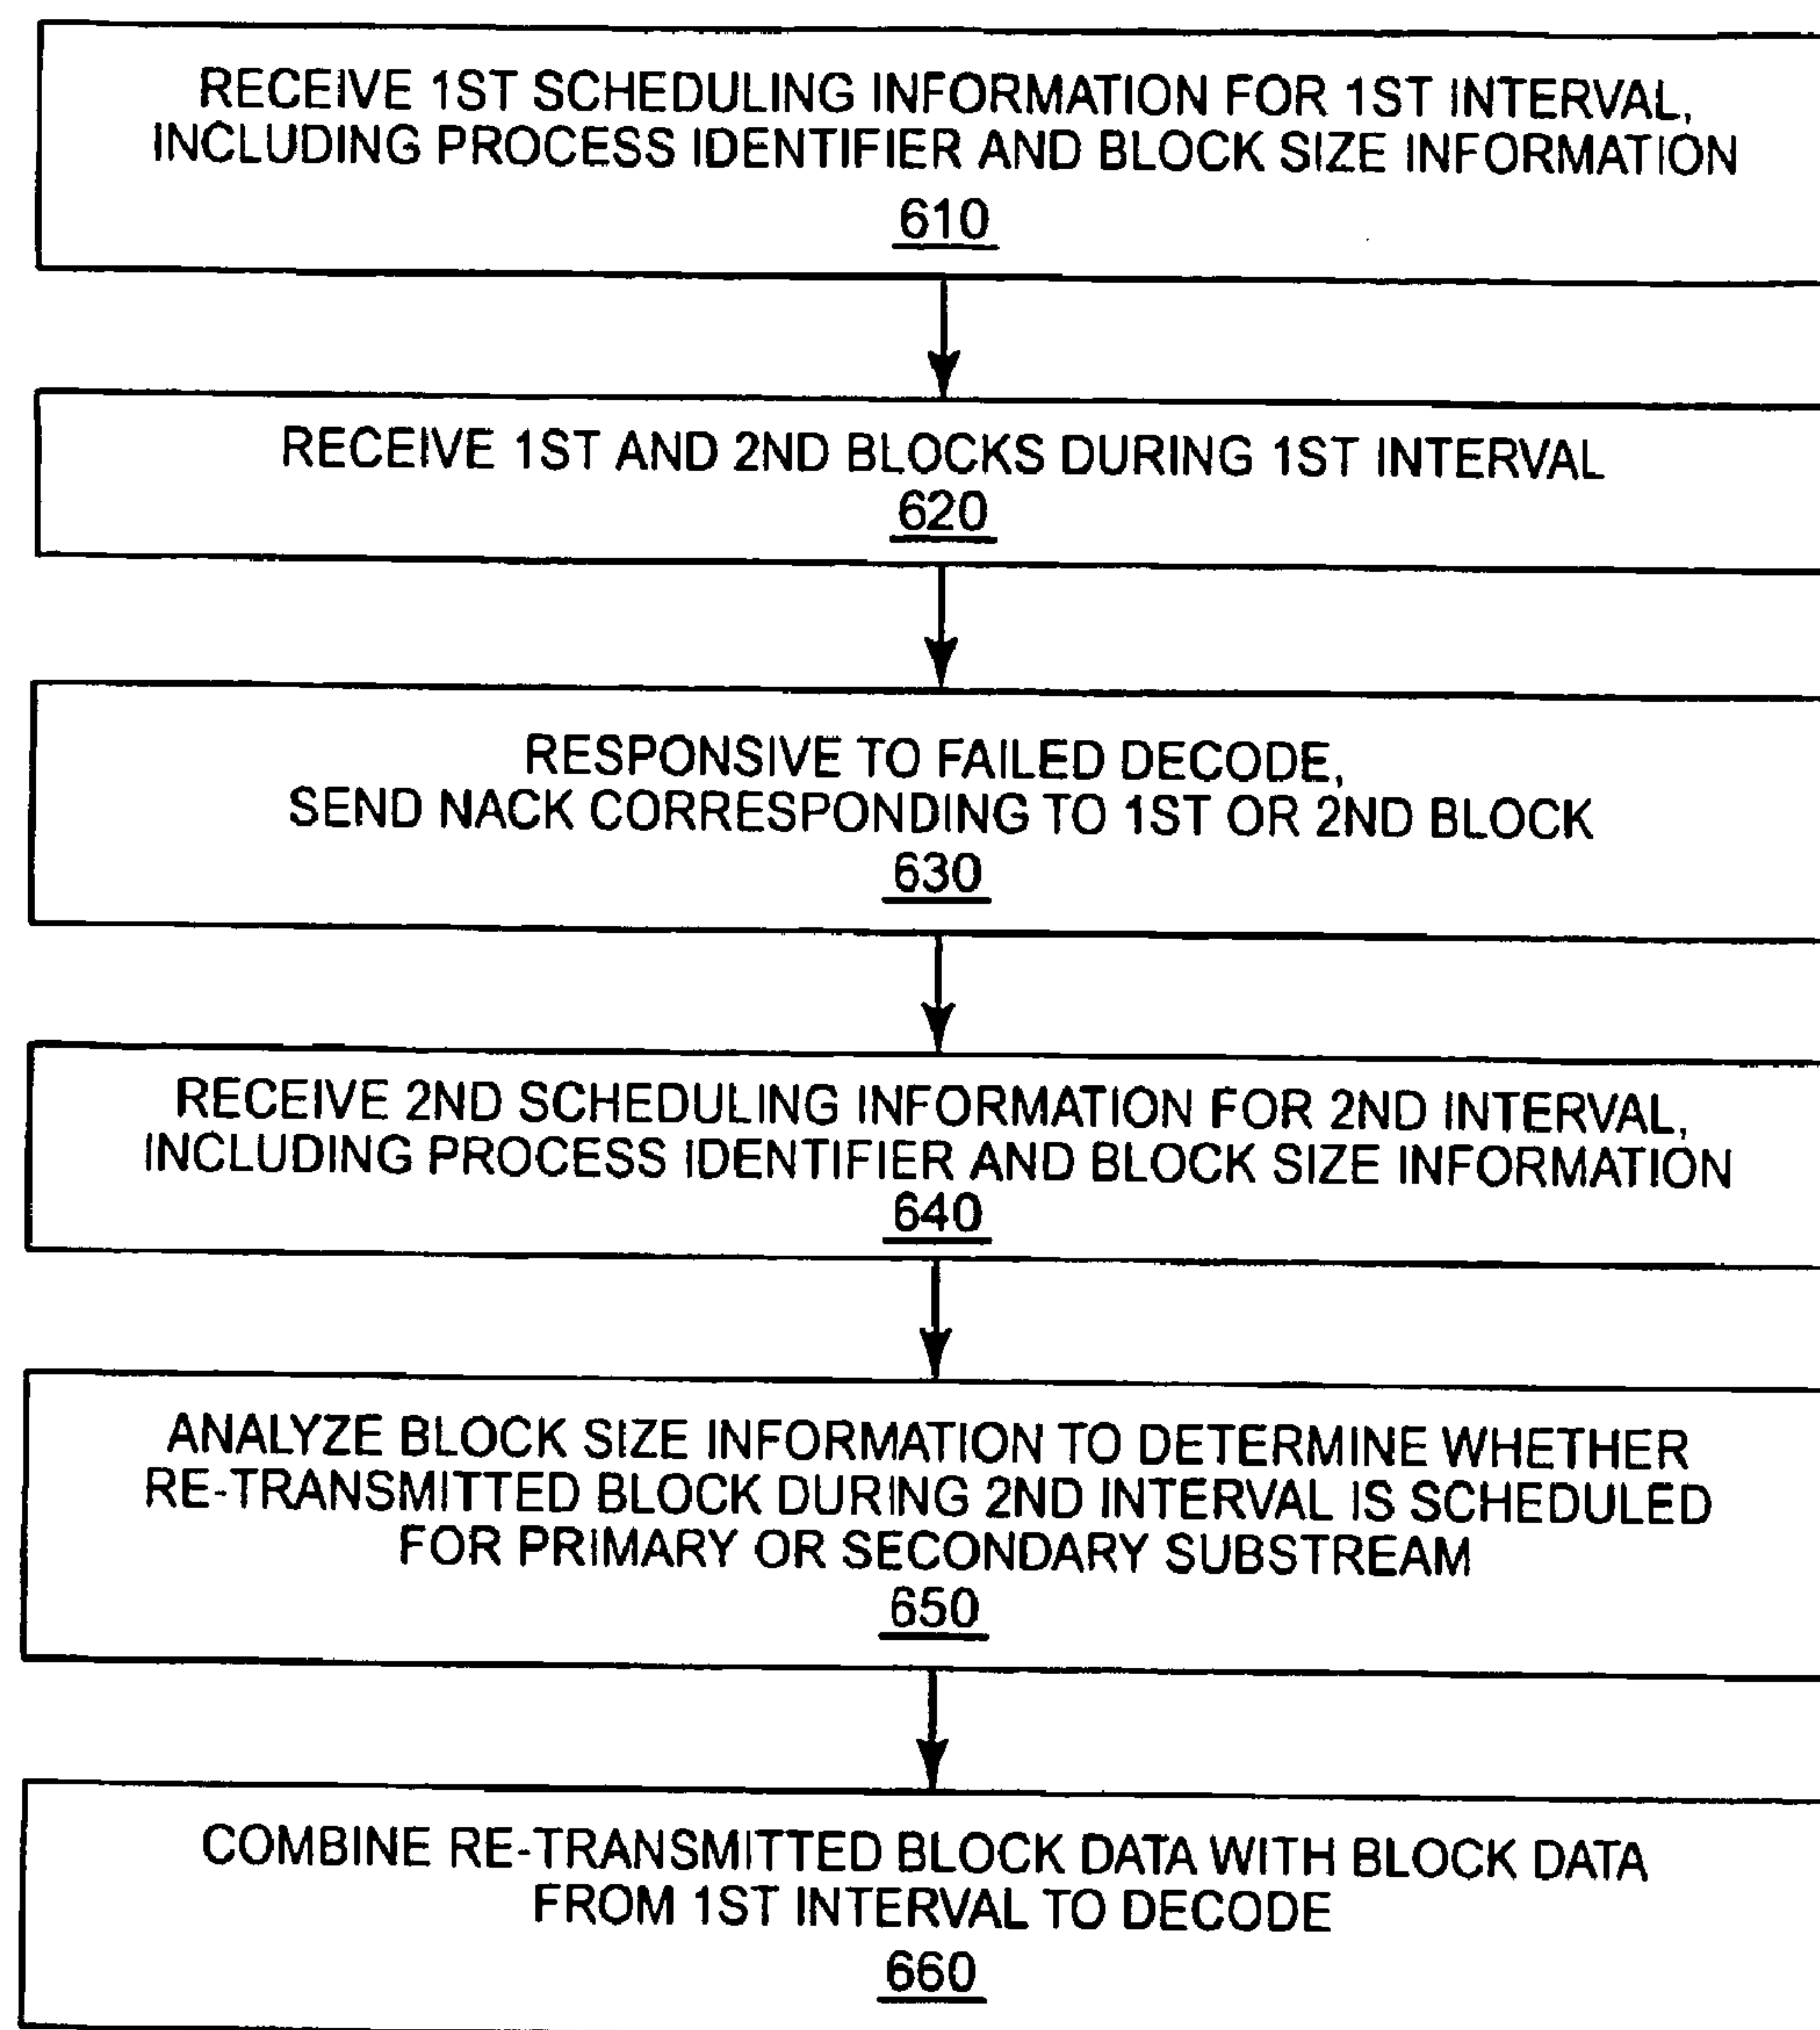 RECEIVE 1ST SCHEDULING INFORMATION FOR 1ST INTERVAL,
INCLUDING PROCESS IDENTIFIER AND BLOCK SIZE INFORMATION
610
RECEIVE 1ST AND 2ND BLOCKS DURING 1ST INTERVAL
620
RESPONSIVE TO FAILED DECODE,
SEND NACK CORRESPONDING TO 1ST OR 2ND BLOCK
630
RECEIVE 2ND SCHEDULING INFORMATION FOR 2ND INTERVAL,
INCLUDING PROCESS IDENTIFIER AND BLOCK SIZE INFORMATION
640
ANALYZE BLOCK SIZE INFORMATION TO DETERMINE WHETHER
RE-TRANSMITTED BLOCK DURING 2ND INTERVAL IS SCHEDULED
FOR PRIMARY OR SECONDARY SUBSTREAM
650
COMBINE RE-TRANSMITTED BLOCK DATA WITH BLOCK DATA
FROM 1ST INTERVAL TO DECODE
660